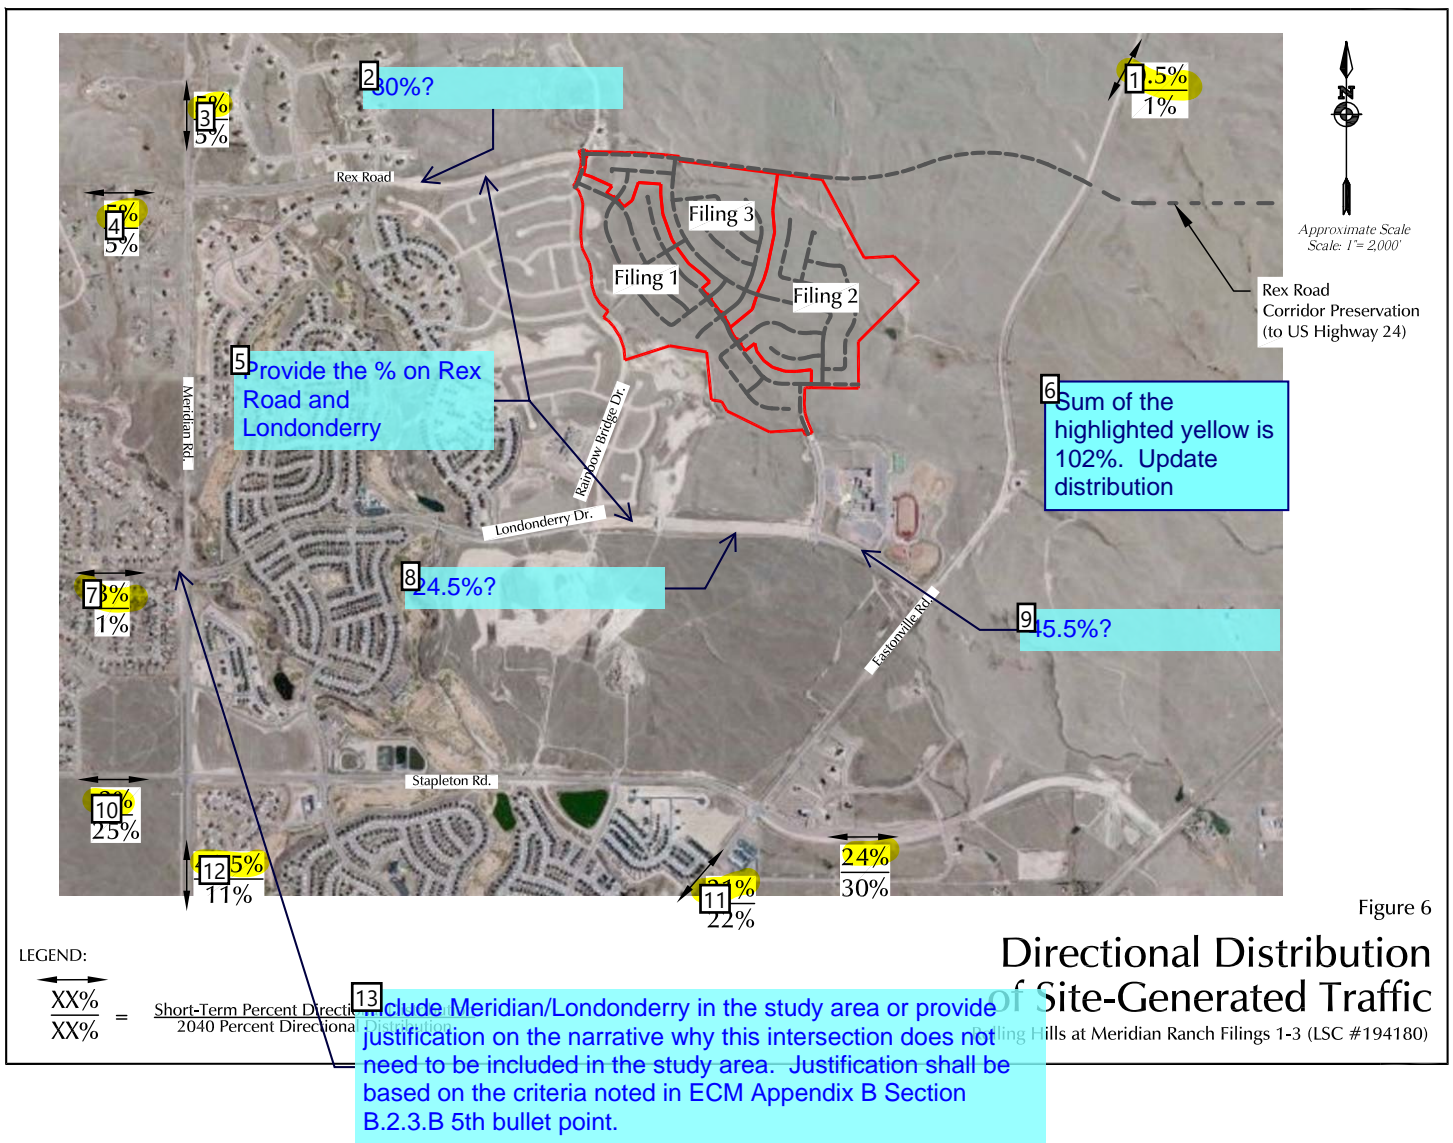 2
30%?
1
.5%
1%
5%
3
5%
N
Rex Road
5%
4
5%
Filing 3
Approximate Scale
Scale: 1"= 2,000'
Filing 1
Filing 2
Rex Road
Corridor Preservation
(to US Highway 24)
5
Provide the % on Rex
Road and
Londonderry
Meridian Rd.
Rainbow Bridge Dr.
6
Sum of the
highlighted yellow is
102%. Update
distribution
Londonderry Dr.
7
3%
1%
8
24.5%?
Eastonville Rd.
9
45.5%?
Stapleton Rd.
10
%
25%
12
.5%
11%
11
21%
22%
24%
30%
Figure 6
Directional Distribution
of Site-Generated Traffic
Rolling Hills at Meridian Ranch Filings 1-3 (LSC #194180)
LEGEND:
XX%
XX%
=
Short-Term Percent Directional Distribution
2040 Percent Directional Distribution
13
Include Meridian/Londonderry in the study area or provide
justification on the narrative why this intersection does not
need to be included in the study area. Justification shall be
based on the criteria noted in ECM Appendix B Section
B.2.3.B 5th bullet point.